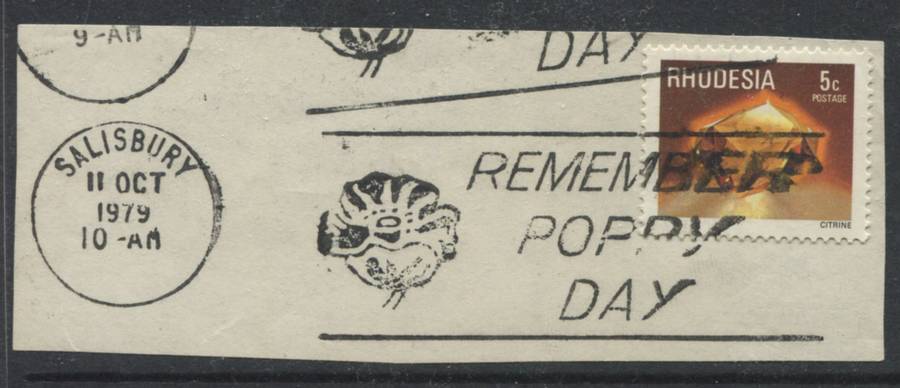 9-AM
DAY
RHODESIA 5c
POSTAGE
CITRINE
SALISBURY
11 OCT
1979
10-AM
REMEMBER
POPPY
DAY